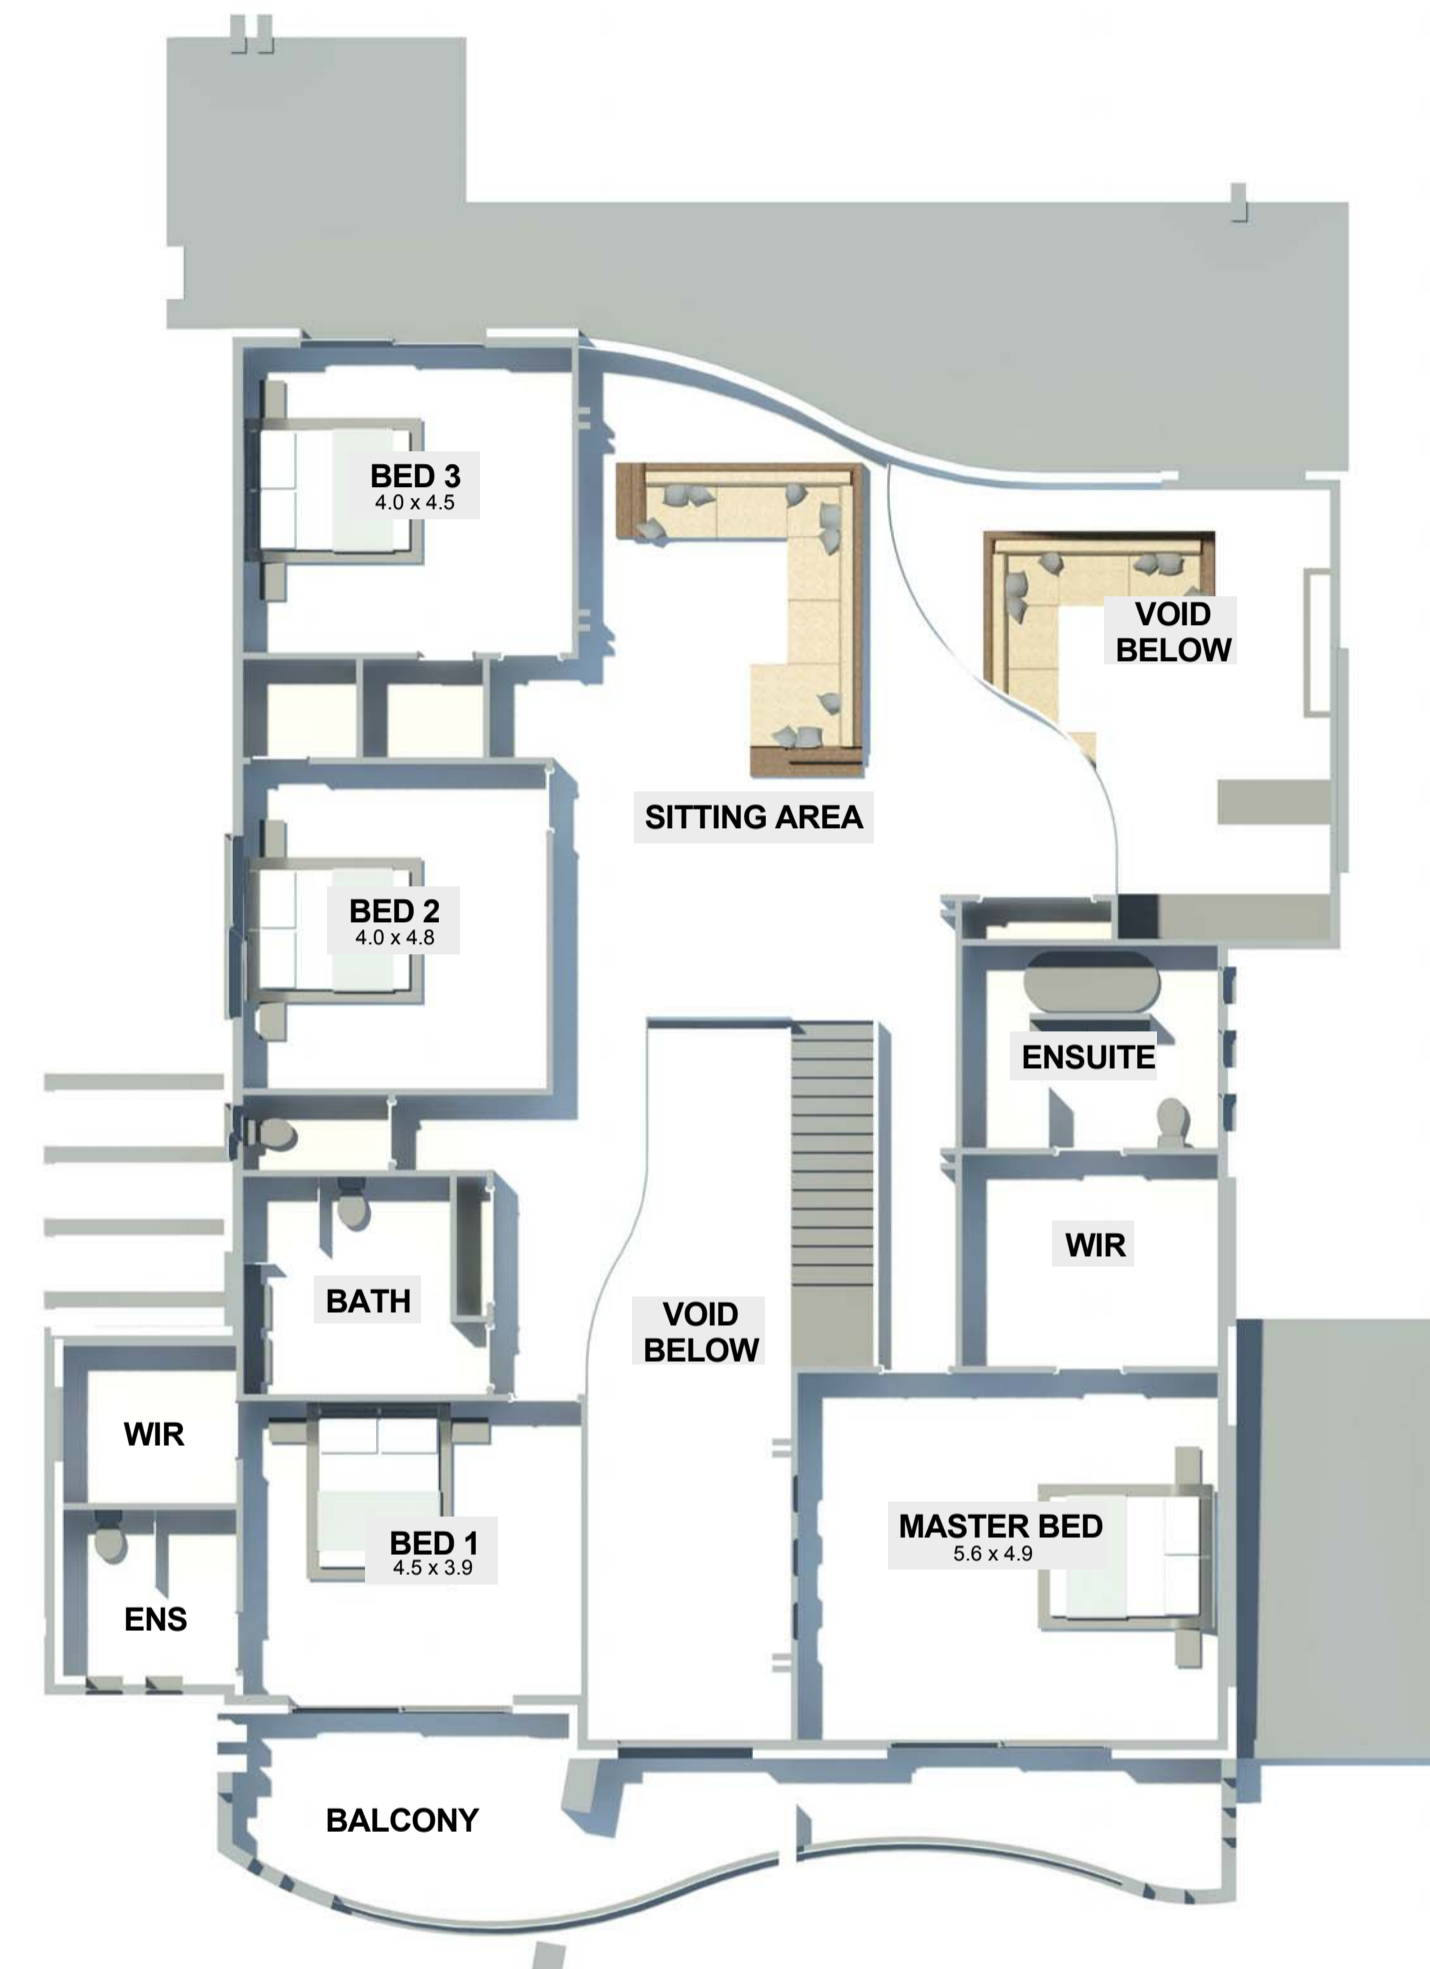 BED 3
4.0 x 4.5
VOID
BELOW
SITTING AREA
BED 2
4.0 x 4.8
ENSUITE
WIR
BATH
VOID
BELOW
WIR
MASTER BED
5.6 x 4.9
BED 1
4.5 x 3.9
ENS
BALCONY